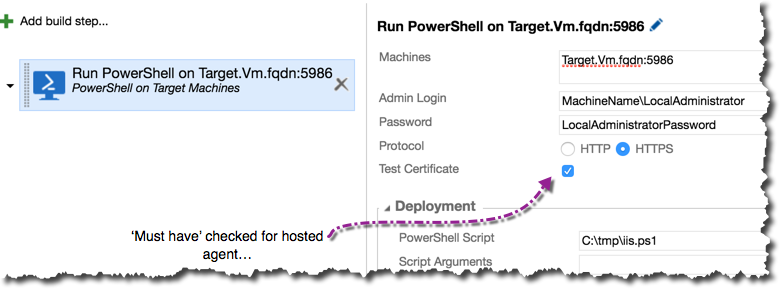 Add build step...
Run PowerShell on Target.Vm.fqdn:5986
PowerShell on Target Machines
Run PowerShell on Target.Vm.fqdn:5986
Machines
Target.Vm.fqdn:5986
Admin Login
MachineName\LocalAdministrator
Password
LocalAdministratorPassword
Protocol
HTTP HTTPS
Test Certificate
Deployment
‘Must have’ checked for hosted
agent…
PowerShell Script
C:\tmp\iis.ps1
Script Arguments